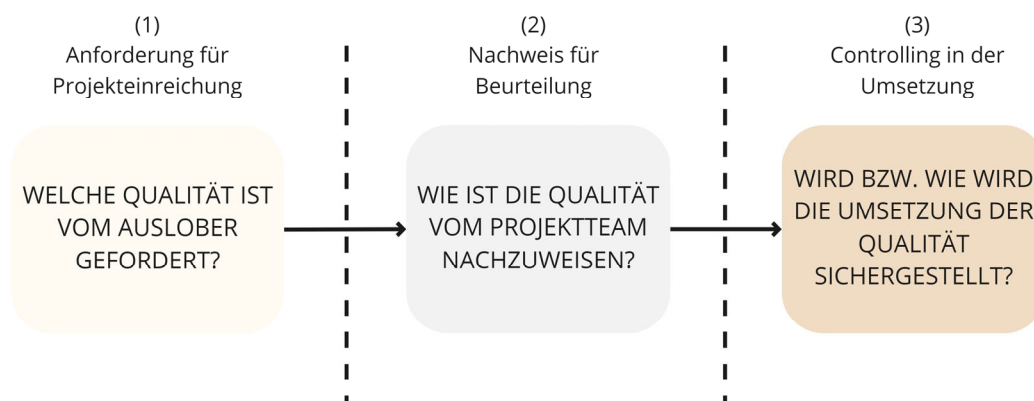 (1)
Anforderung für
Projekteinreichung
WELCHE QUALITÄT IST
VOM AUSLOBER
GEFORDERT?
(2)
Nachweis für
Beurteilung
WIE IST DIE QUALITÄT
VOM PROJEKTTEAM
NACHZUWEISEN?
(3)
Controlling in der
Umsetzung
WIRD BZW. WIE WIRD
DIE UMSETZUNG DER
QUALITÄT
SICHERGESTELLT?